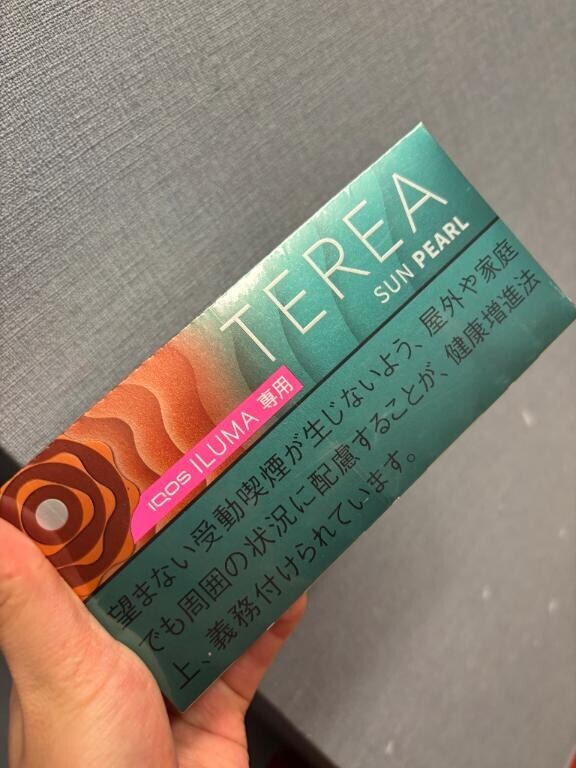 TEREA
SUN PEARL
IQOS ILUMA 専用
望まない受動喫煙が生じないよう、屋外や家庭
でも周囲の状況に配慮することが、健康増進法
上、義務付けられています。